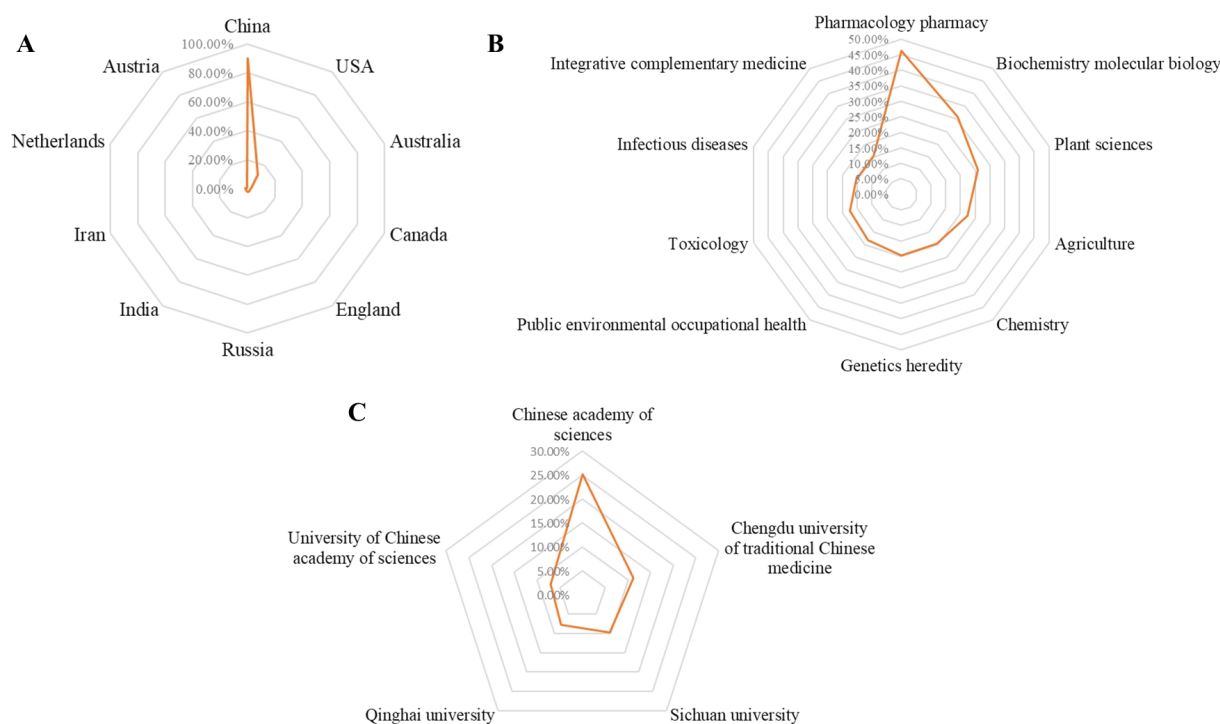 A
China
100.00%
80.00%
60.00%
40.00%
20.00%
0.00%
USA
Australia
Canada
England
Russia
India
Iran
Netherlands
Austria
B
Pharmacology pharmacy
50.00%
45.00%
40.00%
35.00%
30.00%
25.00%
20.00%
15.00%
10.00%
5.00%
0.00%
Biochemistry molecular biology
Plant sciences
Agriculture
Chemistry
Genetics heredity
Public environmental occupational health
Toxicology
Infectious diseases
Integrative complementary medicine
C
Chinese academy of
sciences
30.00%
25.00%
20.00%
15.00%
10.00%
5.00%
0.00%
Chengdu university
of traditional Chinese
medicine
Sichuan university
Qinghai university
University of Chinese
academy of sciences